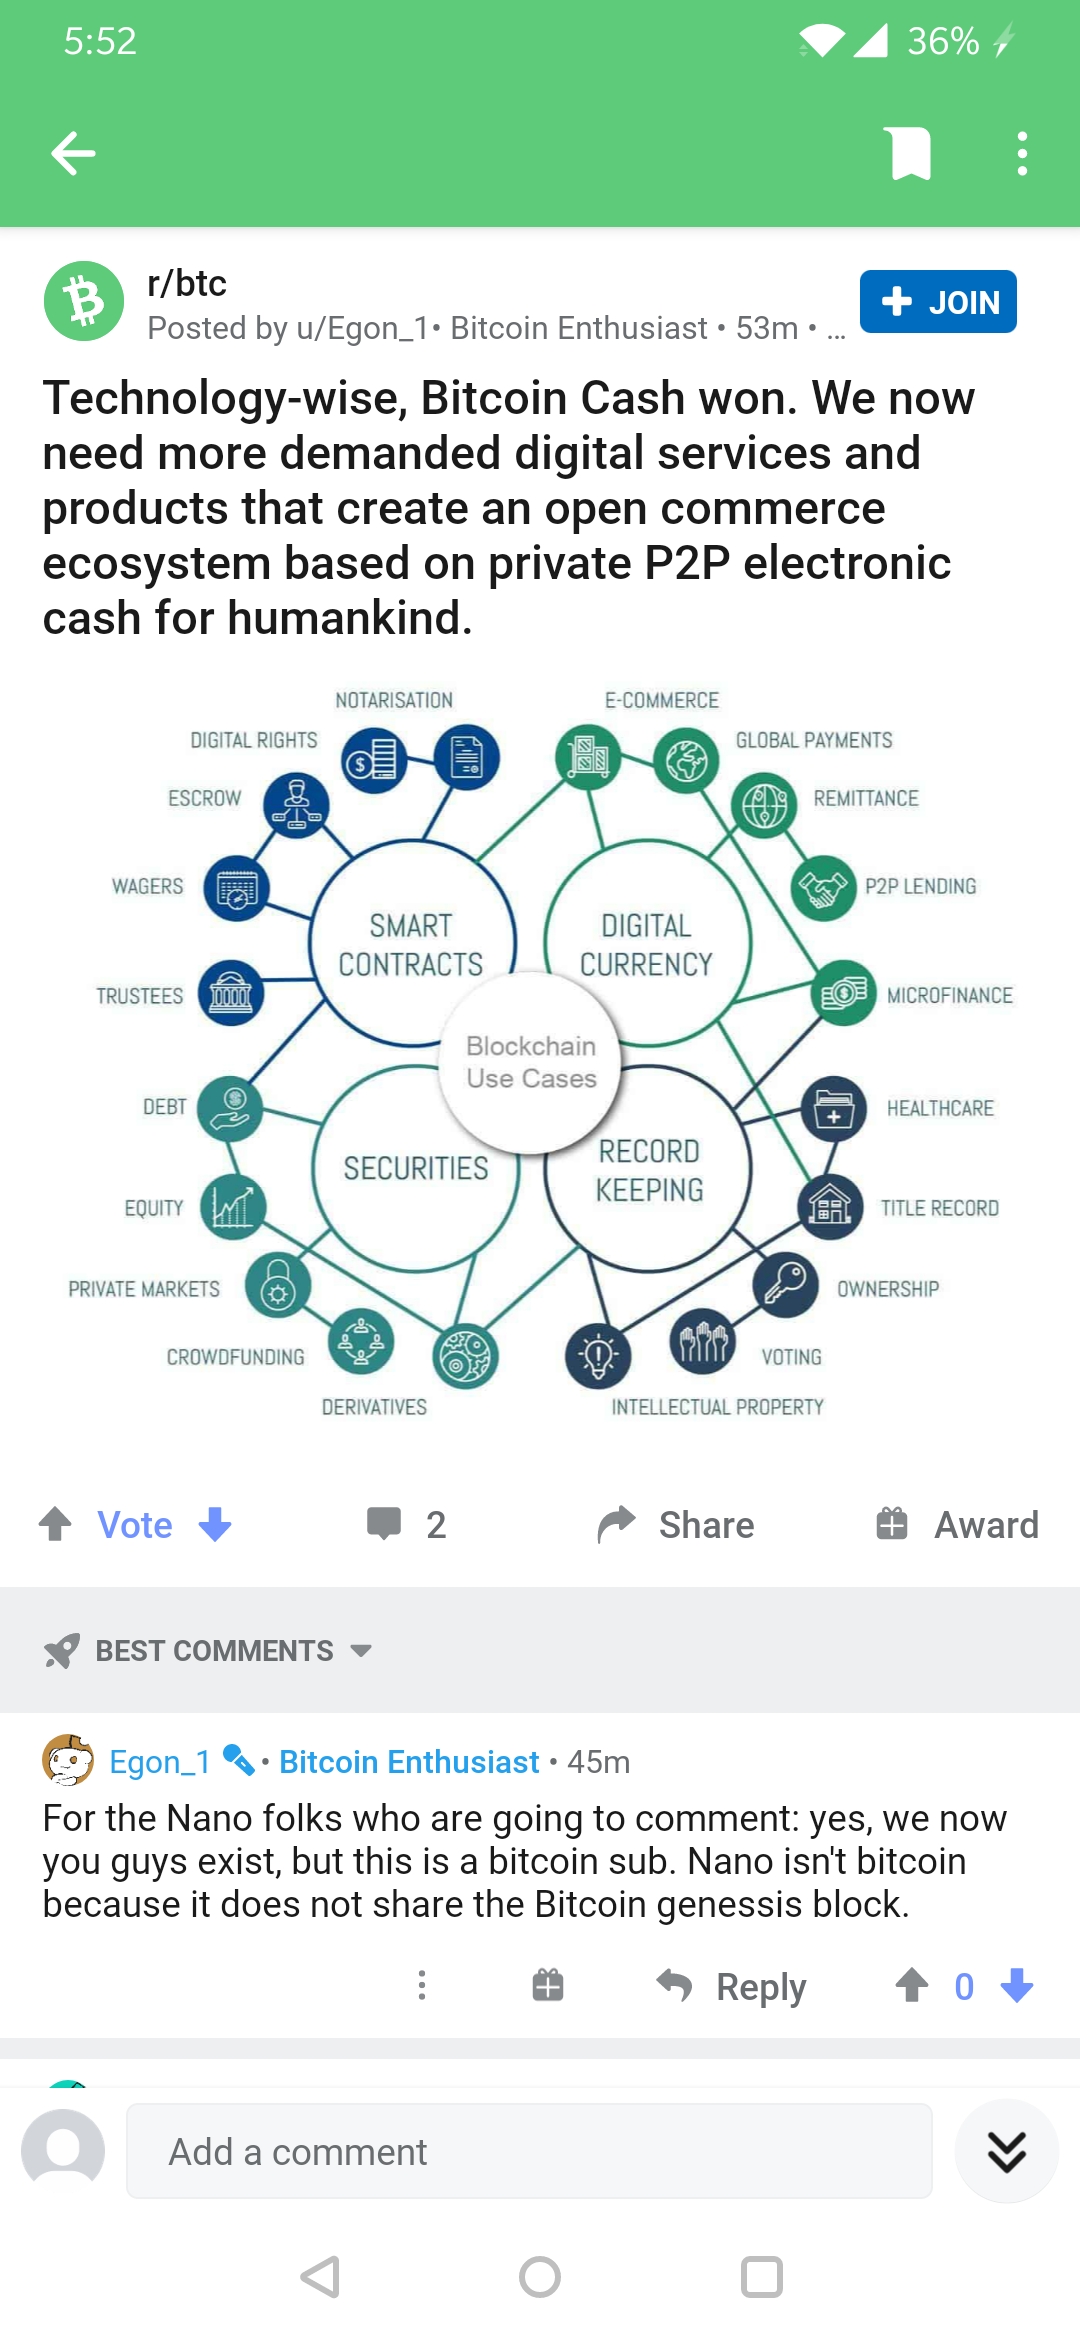 5:52
36%
r/btc
Posted by u/Egon_1• Bitcoin Enthusiast • 53m • ...
JOIN
Technology-wise, Bitcoin Cash won. We now
need more demanded digital services and
products that create an open commerce
ecosystem based on private P2P electronic
cash for humankind.
NOTARISATION
E-COMMERCE
DIGITAL RIGHTS
GLOBAL PAYMENTS
ESCROW
REMITTANCE
WAGERS
P2P LENDING
SMART
CONTRACTS
DIGITAL
CURRENCY
TRUSTEES
MICROFINANCE
Blockchain
Use Cases
DEBT
HEALTHCARE
SECURITIES
RECORD
KEEPING
EQUITY
TITLE RECORD
PRIVATE MARKETS
OWNERSHIP
CROWDFUNDING
VOTING
DERIVATIVES
INTELLECTUAL PROPERTY
Vote
2
Share
Award
BEST COMMENTS
Egon_1 • Bitcoin Enthusiast • 45m
For the Nano folks who are going to comment: yes, we now
you guys exist, but this is a bitcoin sub. Nano isn't bitcoin
because it does not share the Bitcoin genessis block.
Reply
0
Add a comment